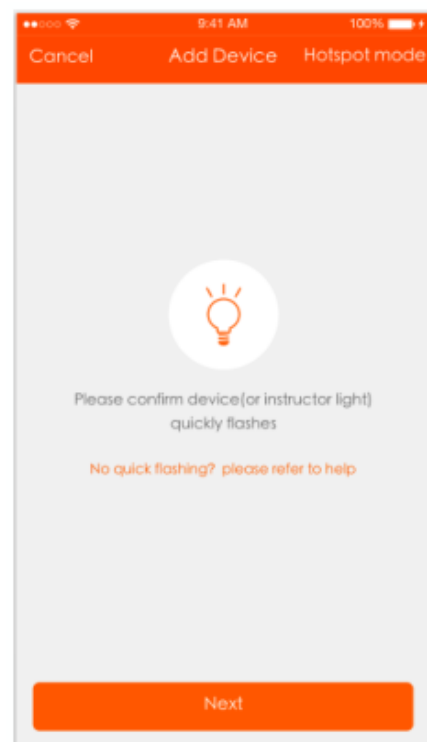 9:41 AM 100%
Cancel Add Device Hotspot mode
Please confirm device(or instructor light)
quickly flashes
No quick flashing? please refer to help
Next